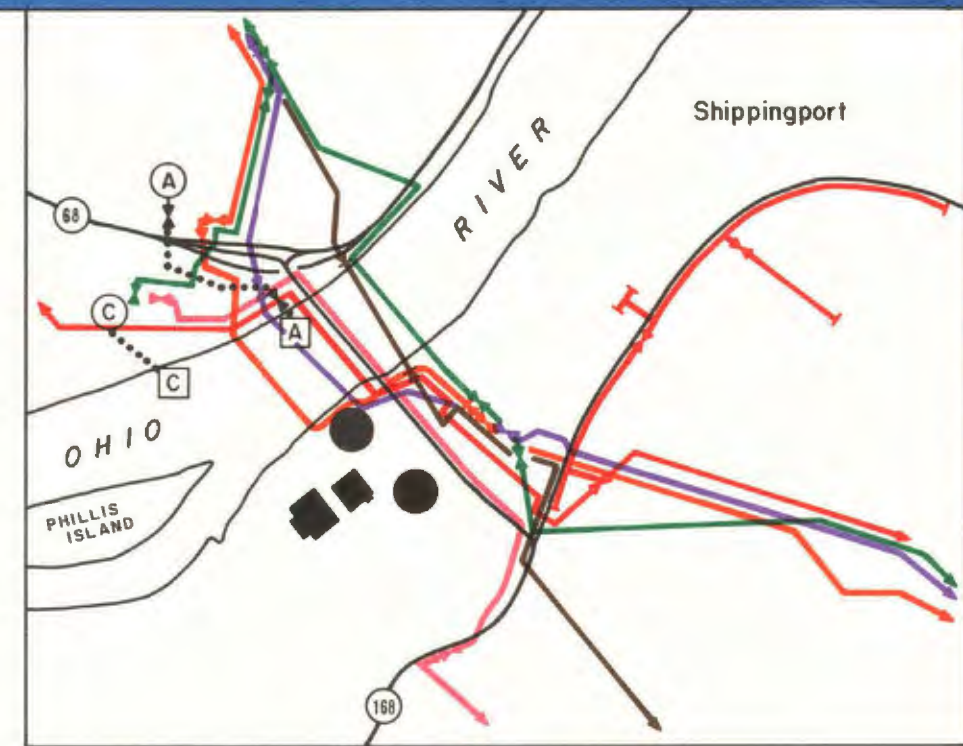 Shippingport
RIVER
A
68
C
A
C
OHIO
PHILLIS
ISLAND
168